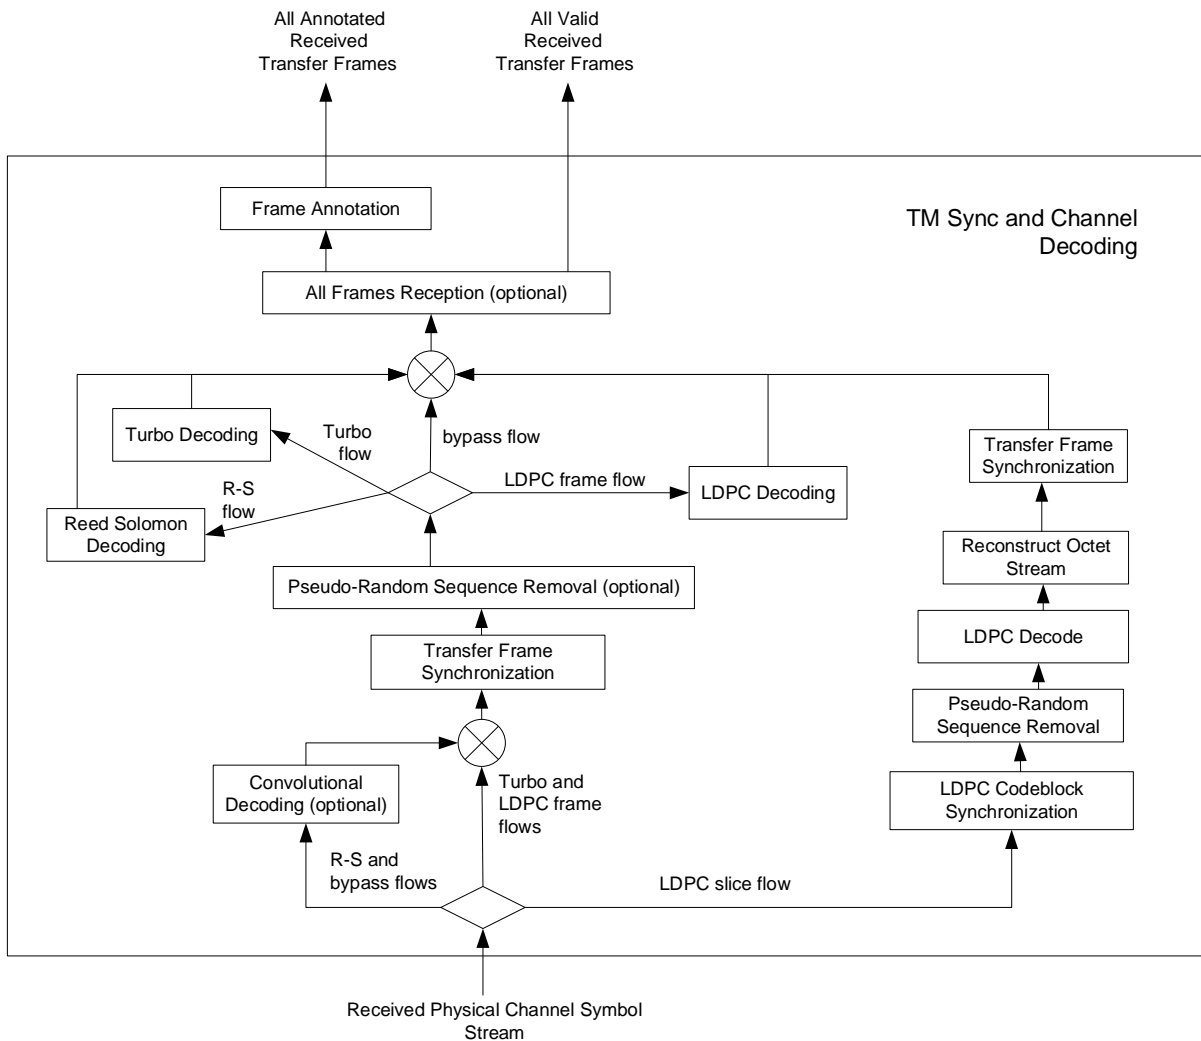 All Annotated
Received
Transfer Frames
All Valid
Received
Transfer Frames
Frame Annotation
TM Sync and Channel
Decoding
All Frames Reception (optional)
Turbo Decoding
Turbo
flow
bypass flow
Transfer Frame
Synchronization
R-S
flow
LDPC frame flow
LDPC Decoding
Reed Solomon
Decoding
Reconstruct Octet
Stream
Pseudo-Random Sequence Removal (optional)
LDPC Decode
Transfer Frame
Synchronization
Pseudo-Random
Sequence Removal
Convolutional
Decoding (optional)
Turbo and
LDPC frame
flows
LDPC Codeblock
Synchronization
R-S and
bypass flows
LDPC slice flow
Received Physical Channel Symbol
Stream